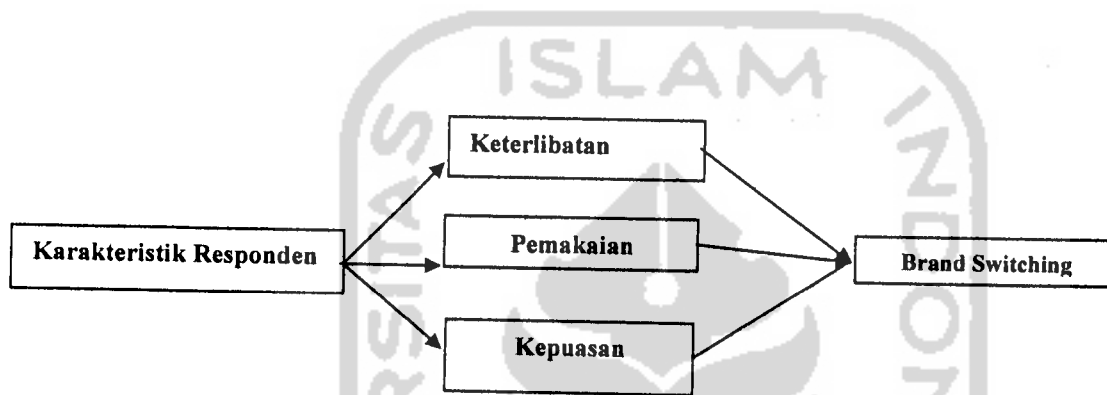 ISLAM
Keterlibatan
Karakteristik Responden
Pemakaian
Brand Switching
Kepuasan